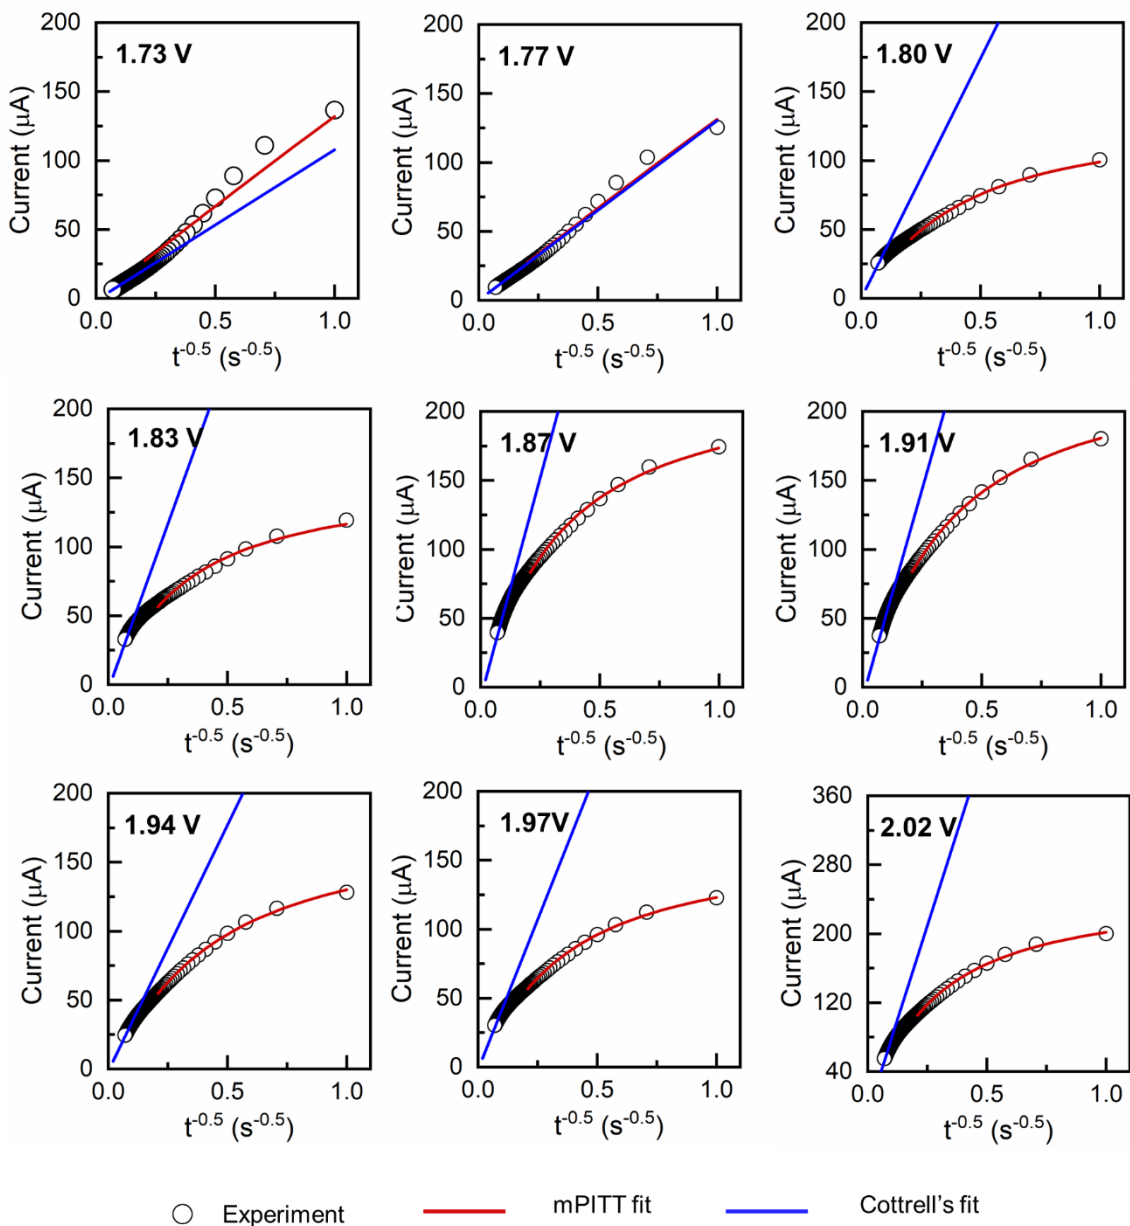 200
150
100
50
0
Current (μA)
1.73 V
0.0
0.5
1.0
t-0.5 (s-0.5)
200
150
100
50
0
Current (μA)
1.77 V
0.0
0.5
1.0
t-0.5 (s-0.5)
200
150
100
50
0
Current (μA)
1.80 V
0.0
0.5
1.0
t-0.5 (s-0.5)
200
150
100
50
0
Current (μA)
1.83 V
0.0
0.5
1.0
t-0.5 (s-0.5)
200
150
100
50
0
Current (μA)
1.87 V
0.0
0.5
1.0
t-0.5 (s-0.5)
200
150
100
50
0
Current (μA)
1.91 V
0.0
0.5
1.0
t-0.5 (s-0.5)
200
150
100
50
0
Current (μA)
1.94 V
0.0
0.5
1.0
t-0.5 (s-0.5)
200
150
100
50
0
Current (μA)
1.97V
0.0
0.5
1.0
t-0.5 (s-0.5)
360
280
200
120
40
Current (μA)
2.02 V
0.0
0.5
1.0
t-0.5 (s-0.5)
Experiment
mPITT fit
Cottrell's fit